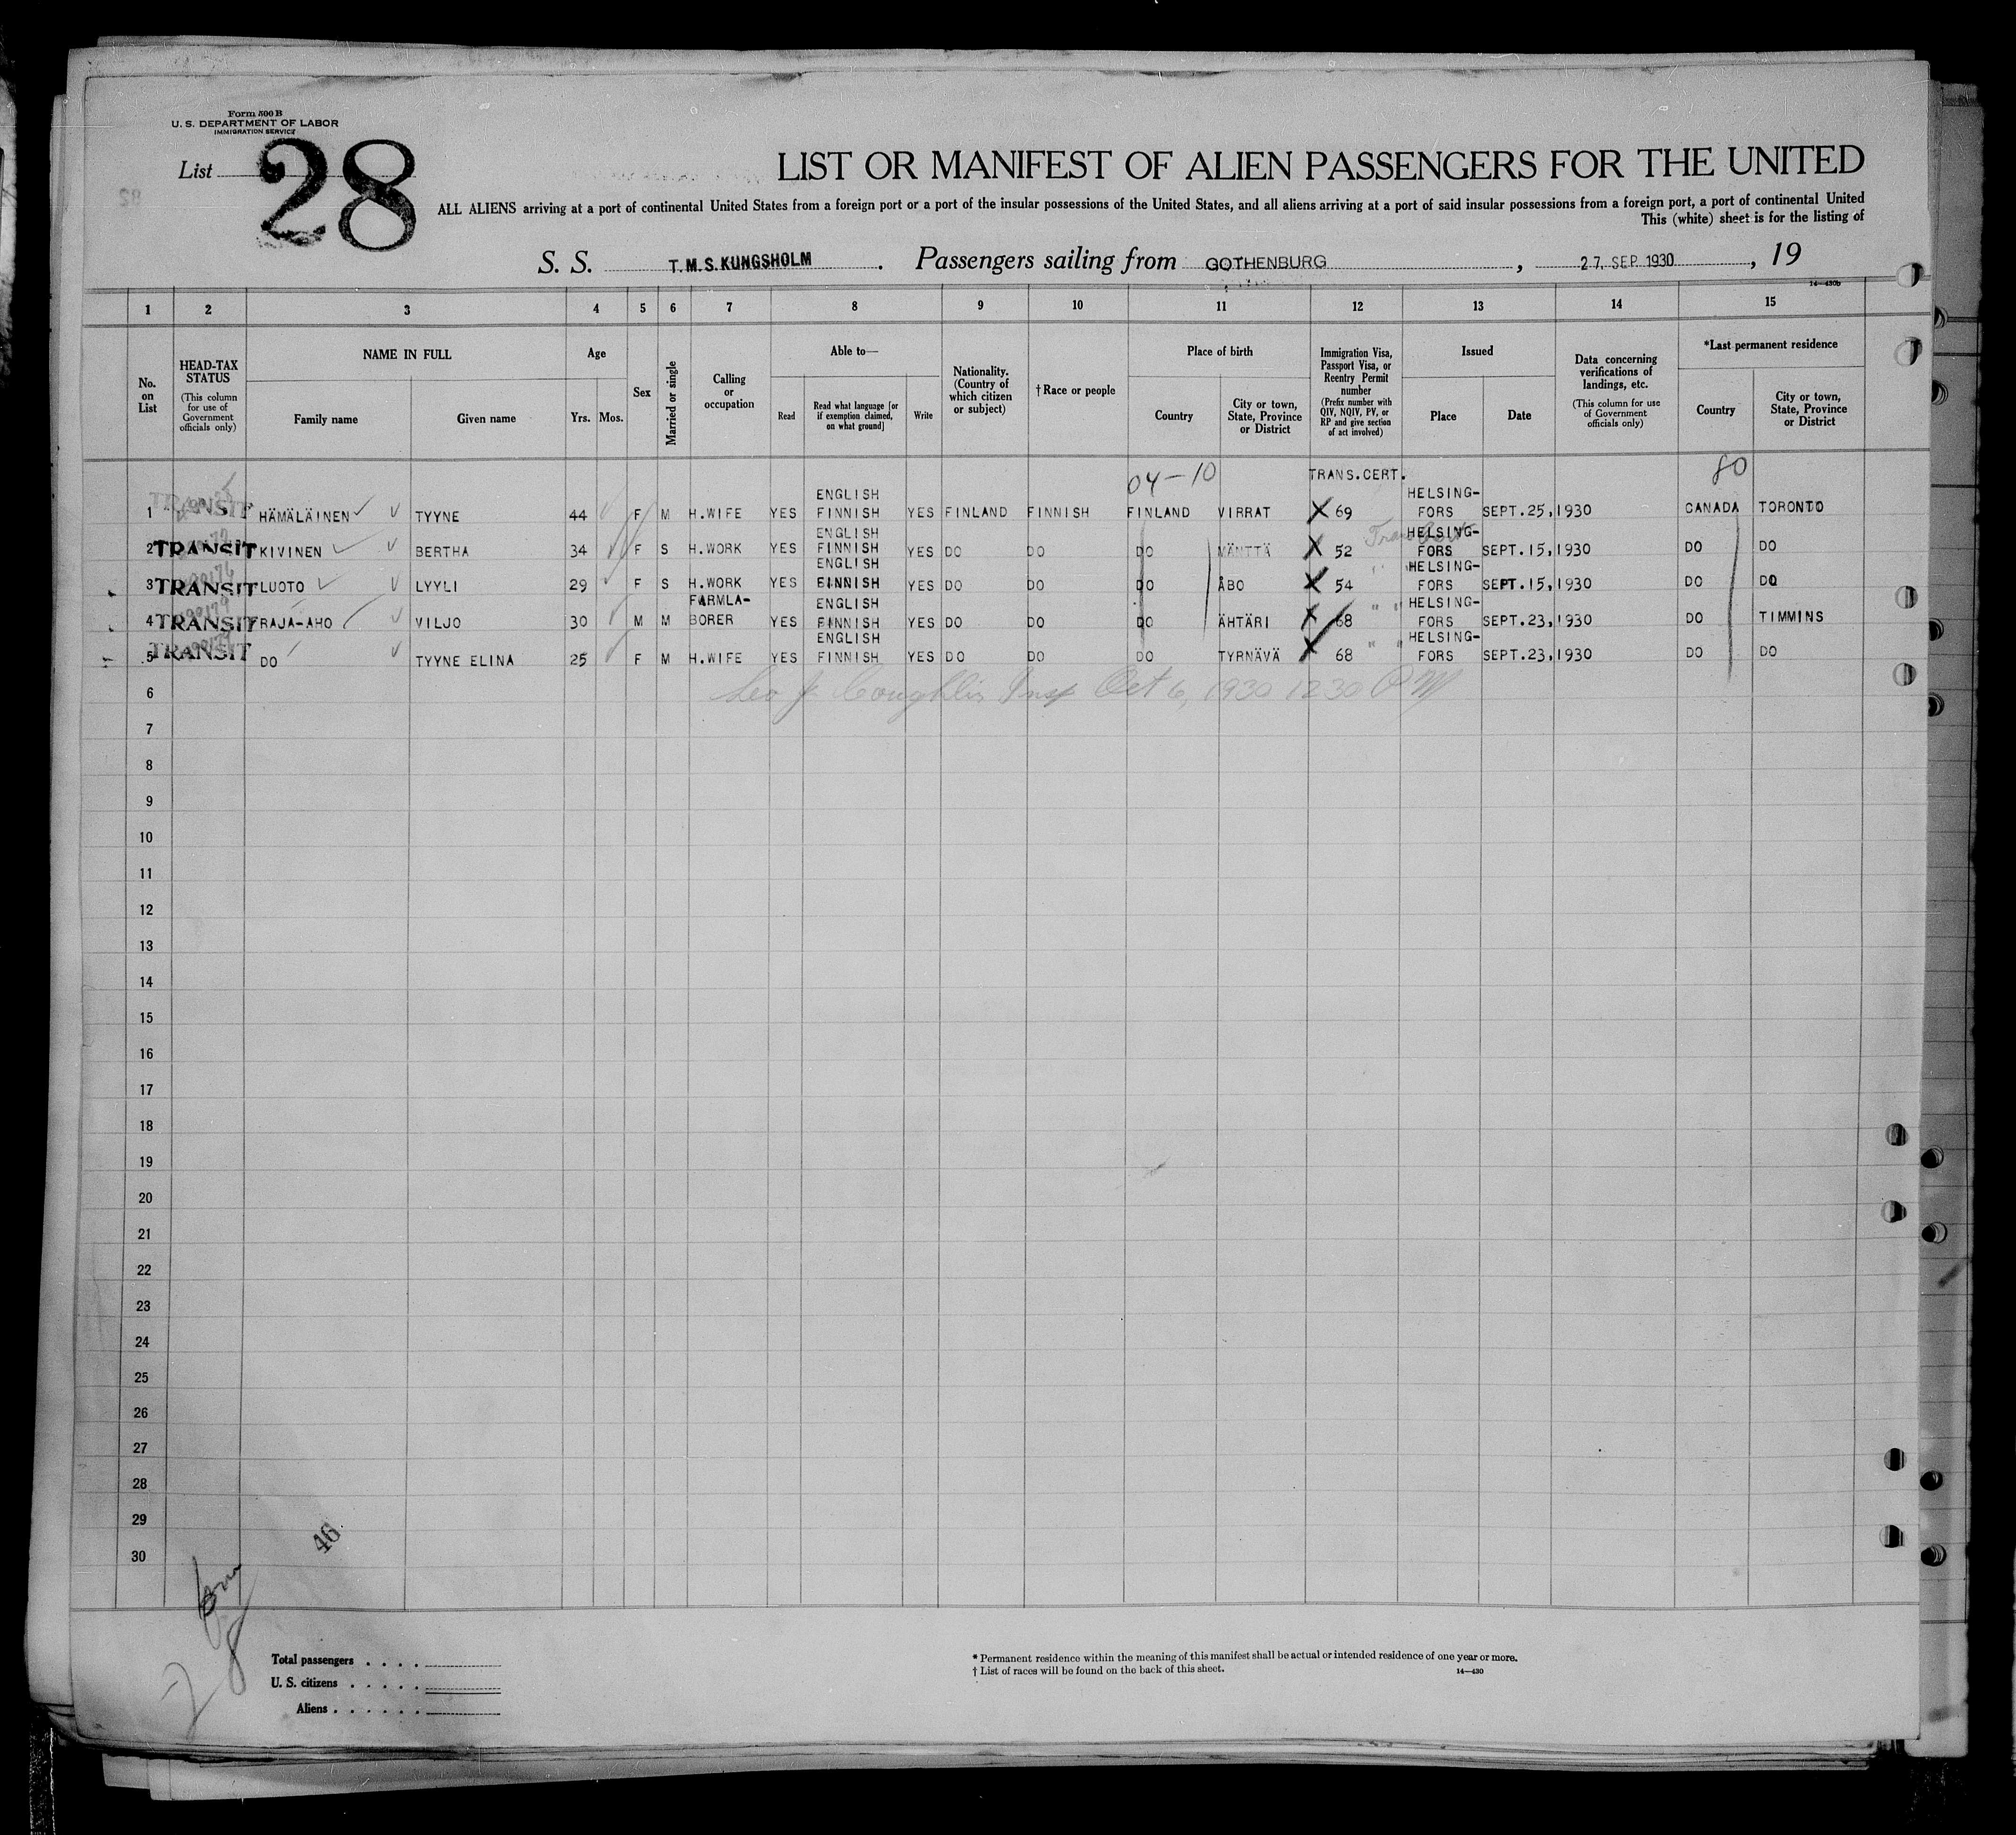 Form 500 B
U. S. DEPARTMENT OF LABOR
IMMIGRATION SERVICE
List 28
LIST OR MANIFEST OF ALIEN PASSENGERS FOR THE UNITED
ALL ALIENS arriving at a port of continental United States from a foreign port or a port of the insular possessions of the United States, and all aliens arriving at a port of said insular possessions from a foreign port, a port of continental United
This (white) sheet is for the listing of
S. S. T.M.S. KUNGSHOLM. Passengers sailing from GOTHENBURG, 27. SEP. 1930, 19
14—430b
1 2 3 4 5 6 7 8 9 10 11 12 13 14 15
No. on List
HEAD-TAX STATUS (This column for use of Government officials only)
NAME IN FULL
Family name
Given name
Age
Yrs. Mos.
Sex
Married or single
Calling or occupation
Able to—
Read
Read what language [or if exemption claimed, on what ground]
Write
Nationality. (Country of which citizen or subject)
† Race or people
Place of birth
Country
City or town, State, Province or District
Immigration Visa, Passport Visa, or Reentry Permit number (Prefix number with QIV, NQIV, PV, or RP and give section of act involved)
Issued
Place
Date
Data concerning verifications of landings, etc. (This column for use of Government officials only)
*Last permanent residence
Country
City or town, State, Province or District
04-10 TRANS.CERT. 80
1 TRANSIT HÄMÄLÄINEN TYYNE 44 F M H.WIFE YES ENGLISH FINNISH YES FINLAND FINNISH FINLAND VIRRAT X 69 HELSING-FORS SEPT.25,1930 CANADA TORONTO
2 TRANSIT KIVINEN BERTHA 34 F S H.WORK YES ENGLISH FINNISH YES DO DO DO MÄNTTÄ X 52 HELSING-FORS SEPT.15,1930 DO DO
3 TRANSIT LUOTO LYYLI 29 F S H.WORK YES ENGLISH FINNISH YES DO DO DO ÅBO X 54 " HELSING-FORS SEPT.15,1930 DO DO
4 TRANSIT RAJA-AHO VILJO 30 M M FARMLA-BORER YES ENGLISH FINNISH YES DO DO DO ÄHTÄRI X 68 " " HELSING-FORS SEPT.23,1930 DO TIMMINS
5 TRANSIT DO TYYNE ELINA 25 F M H.WIFE YES ENGLISH FINNISH YES DO DO DO TYRNÄVÄ X 68 " " HELSING-FORS SEPT.23,1930 DO DO
6 Leo J. Coughlin Insp Oct 6, 1930 12 30 PM
7
8
9
10
11
12
13
14
15
16
17
18
19
20
21
22
23
24
25
26
27
28
29
30
46
28
Total passengers
U. S. citizens
Aliens
* Permanent residence within the meaning of this manifest shall be actual or intended residence of one year or more.
† List of races will be found on the back of this sheet.
14—430